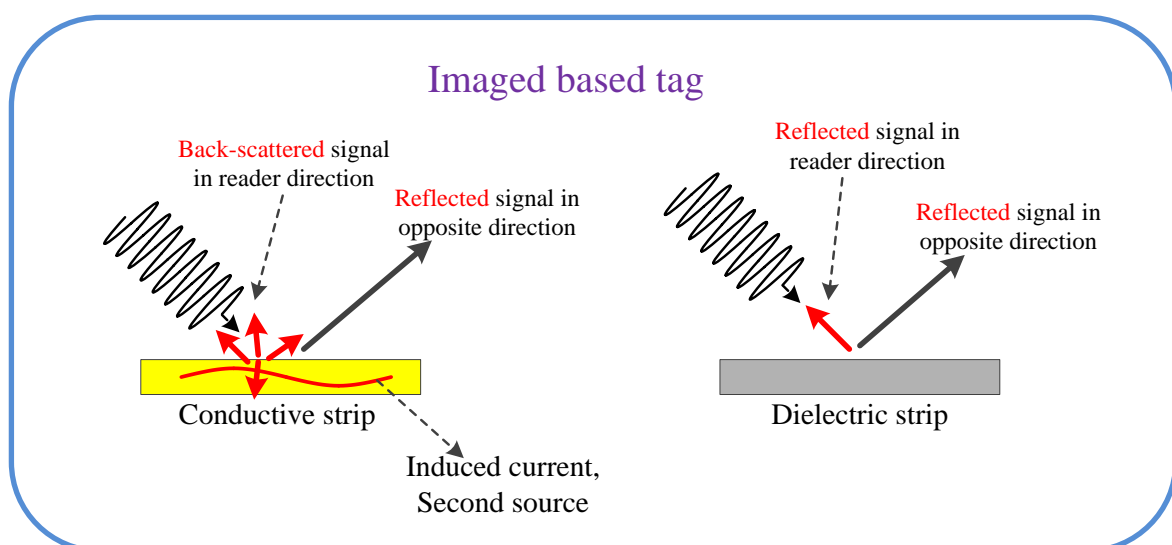 Imaged based tag
Back-scattered signal
in reader direction
Reflected signal in
opposite direction
Conductive strip
Induced current,
Second source
Reflected signal in
reader direction
Reflected signal in
opposite direction
Dielectric strip